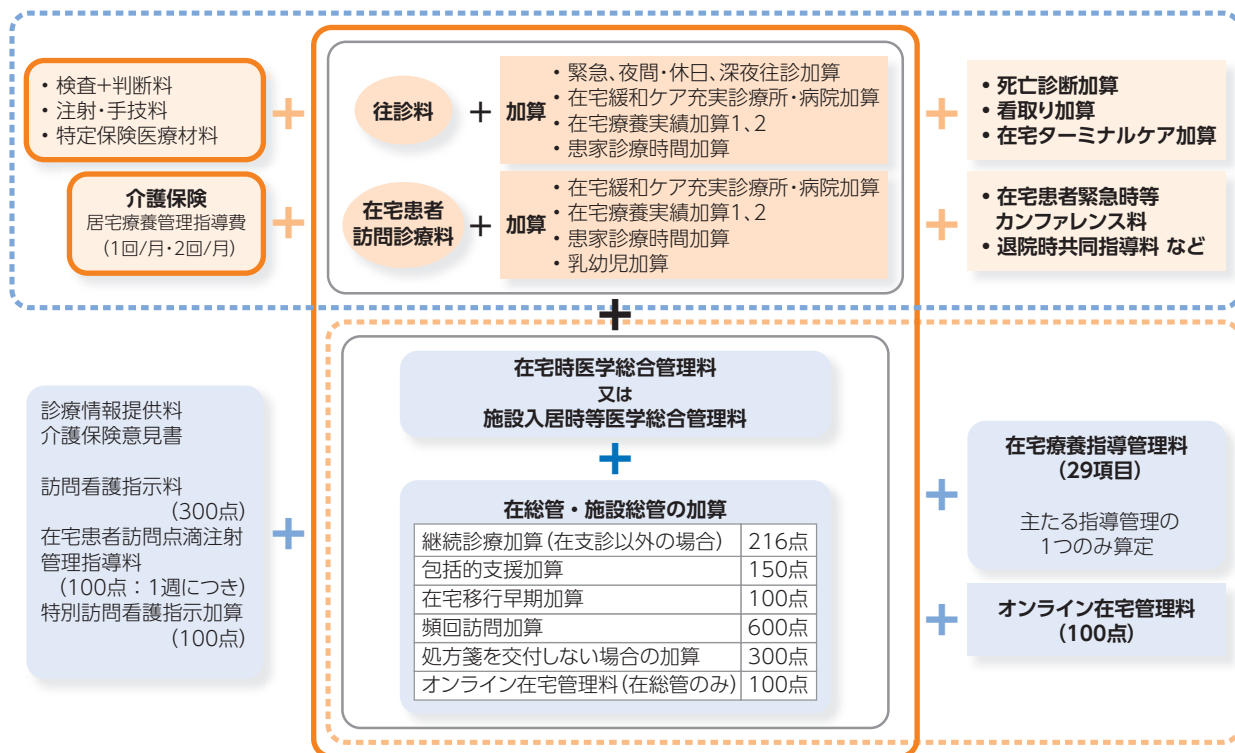 • 検査+判断料
• 注射・手技料
• 特定保険医療材料
+
往診料
+
加算
• 緊急、夜間・休日、深夜往診加算
• 在宅緩和ケア充実診療所・病院加算
• 在宅療養実績加算1、2
• 患家診療時間加算
+
• 死亡診断加算
• 看取り加算
• 在宅ターミナルケア加算
介護保険
居宅療養管理指導費
(1回/月・2回/月)
+
在宅患者
訪問診療料
+
加算
• 在宅緩和ケア充実診療所・病院加算
• 在宅療養実績加算1、2
• 患家診療時間加算
• 乳幼児加算
+
• 在宅患者緊急時等
カンファレンス料
• 退院時共同指導料 など
+
診療情報提供料
介護保険意見書
訪問看護指示料
(300点)
在宅患者訪問点滴注射
管理指導料
(100点：1週につき)
特別訪問看護指示加算
(100点)
+
在宅時医学総合管理料
又は
施設入居時等医学総合管理料
+
在総管・施設総管の加算
継続診療加算(在支診以外の場合) 216点
包括的支援加算 150点
在宅移行早期加算 100点
頻回訪問加算 600点
処方箋を交付しない場合の加算 300点
オンライン在宅管理料(在総管のみ) 100点
+
在宅療養指導管理料
(29項目)
主たる指導管理の
1つのみ算定
+
オンライン在宅管理料
(100点)